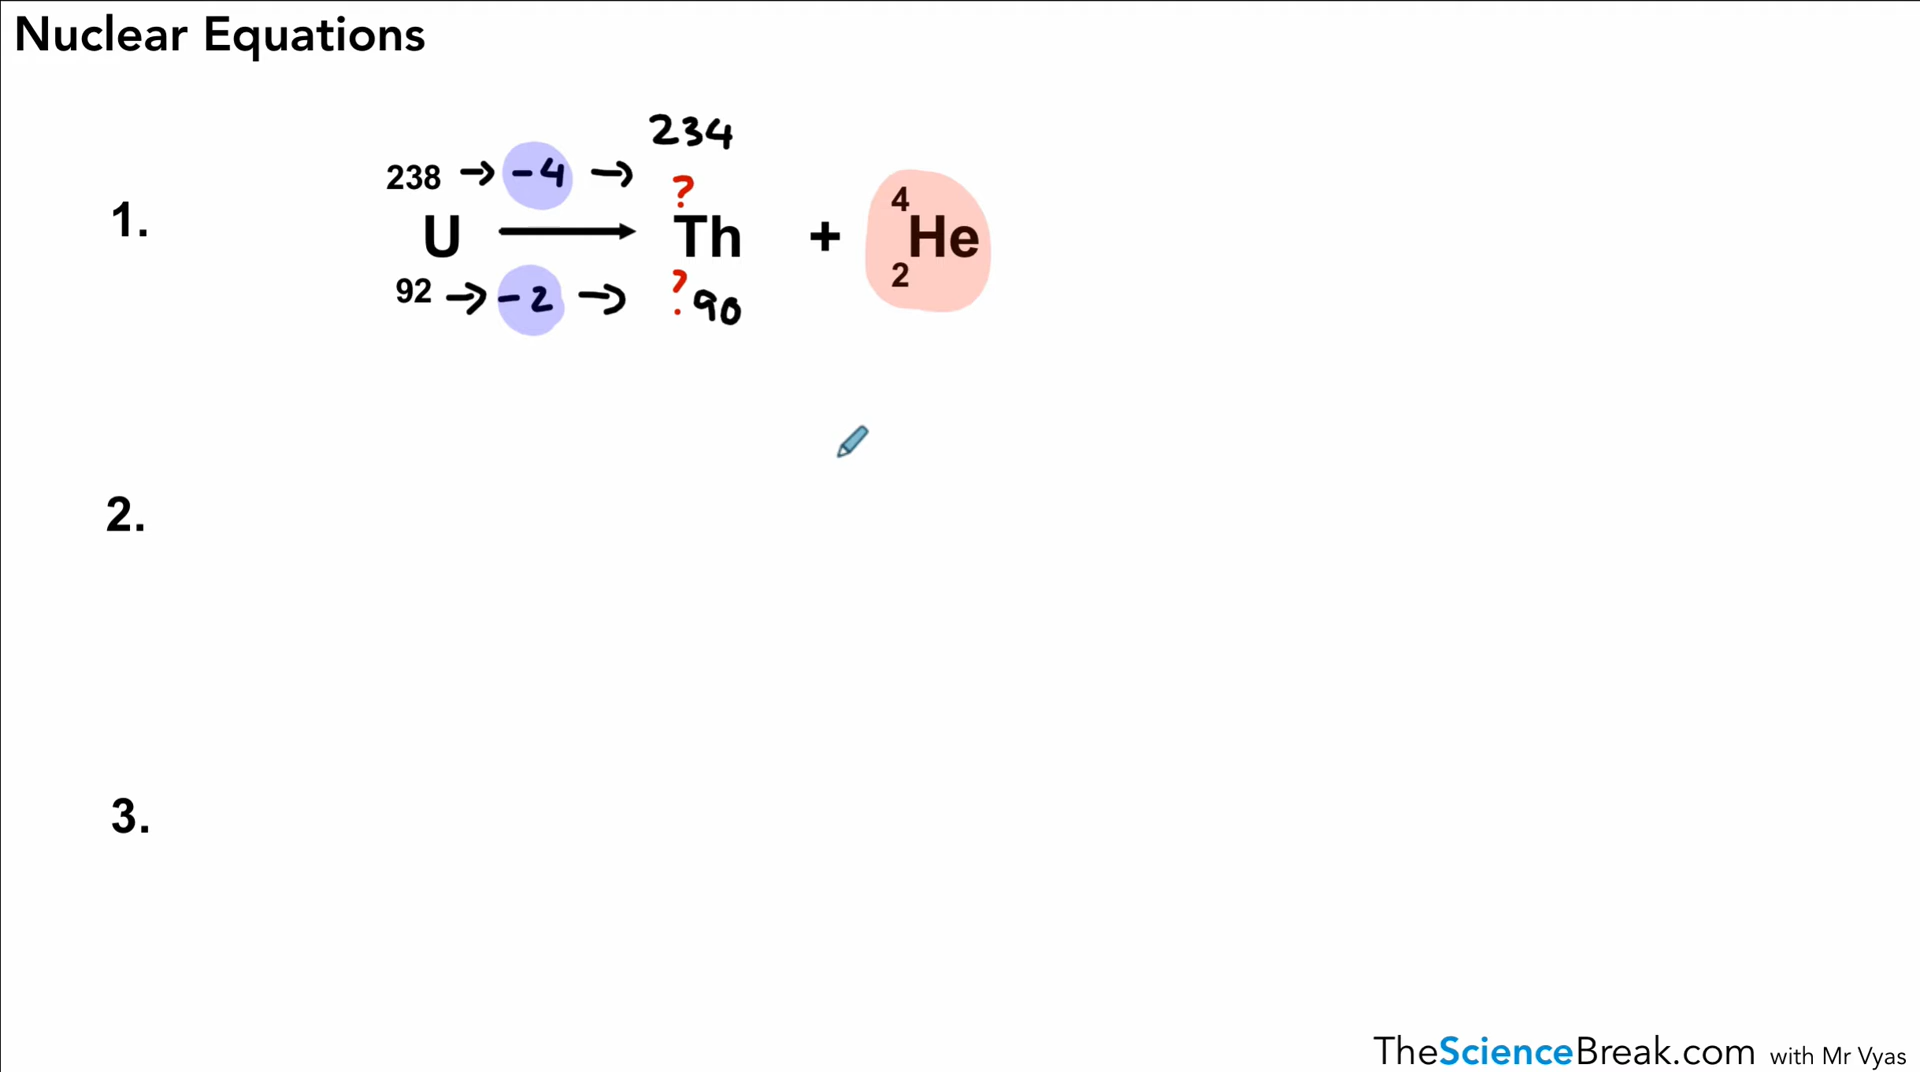 Nuclear Equations
234
238 → -4 → ?
4
1. U → Th + He
2
92 → -2 → ? 90
2.
3.
TheScienceBreak.com with Mr Vyas